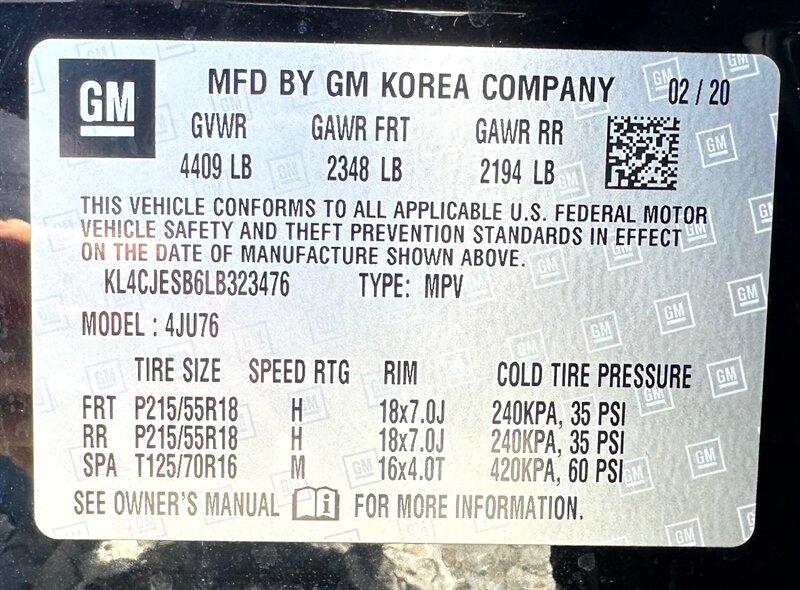 GM MFD BY GM KOREA COMPANY 02 / 20
GVWR GAWR FRT GAWR RR
4409 LB 2348 LB 2194 LB
THIS VEHICLE CONFORMS TO ALL APPLICABLE U.S. FEDERAL MOTOR
VEHICLE SAFETY AND THEFT PREVENTION STANDARDS IN EFFECT
ON THE DATE OF MANUFACTURE SHOWN ABOVE.
KL4CJESB6LB323476 TYPE: MPV
MODEL : 4JU76
TIRE SIZE SPEED RTG RIM COLD TIRE PRESSURE
FRT P215/55R18 H 18x7.0J 240KPA, 35 PSI
RR P215/55R18 H 18x7.0J 240KPA, 35 PSI
SPA T125/70R16 M 16x4.0T 420KPA, 60 PSI
SEE OWNER'S MANUAL FOR MORE INFORMATION.